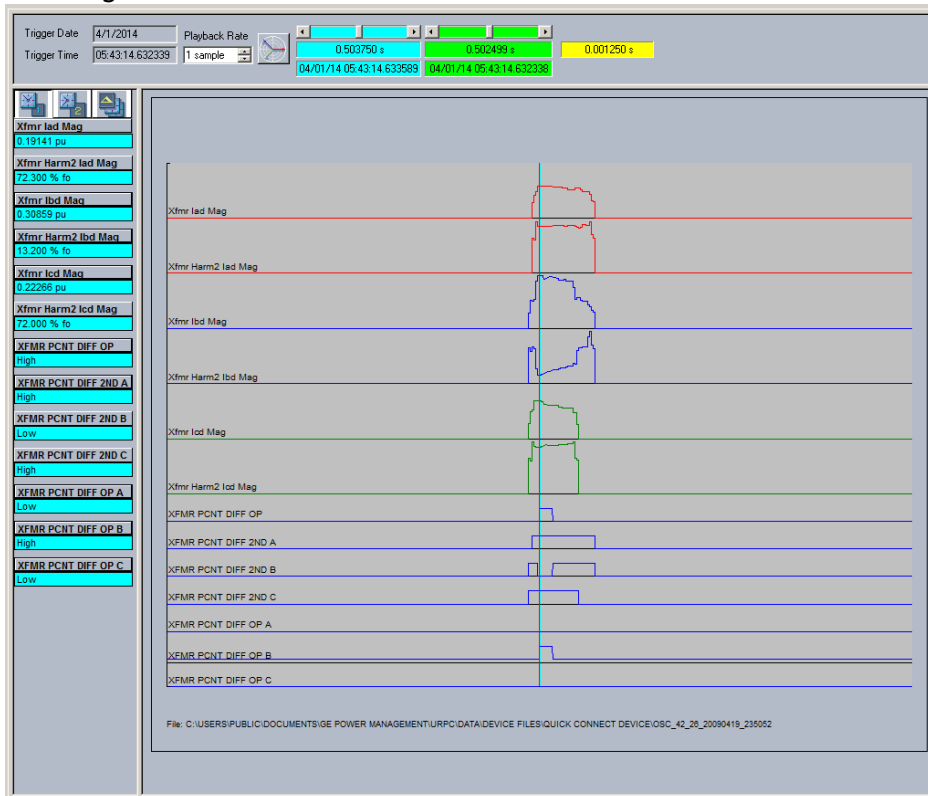 Trigger Date 4/1/2014 Playback Rate
Trigger Time 05:43:14.632339 1 sample
0.503750 s 0.502499 s 0.001250 s
04/01/14 05:43:14.633589 04/01/14 05:43:14.632338
1 2
Xfmr Iad Mag
0.19141 pu
Xfmr Harm2 Iad Mag
72.300 % fo
Xfmr Ibd Mag
0.30859 pu
Xfmr Harm2 Ibd Mag
13.200 % fo
Xfmr Icd Mag
0.22266 pu
Xfmr Harm2 Icd Mag
72.000 % fo
XFMR PCNT DIFF OP
High
XFMR PCNT DIFF 2ND A
High
XFMR PCNT DIFF 2ND B
Low
XFMR PCNT DIFF 2ND C
High
XFMR PCNT DIFF OP A
Low
XFMR PCNT DIFF OP B
High
XFMR PCNT DIFF OP C
Low
Xfmr Iad Mag
Xfmr Harm2 Iad Mag
Xfmr Ibd Mag
Xfmr Harm2 Ibd Mag
Xfmr Icd Mag
Xfmr Harm2 Icd Mag
XFMR PCNT DIFF OP
XFMR PCNT DIFF 2ND A
XFMR PCNT DIFF 2ND B
XFMR PCNT DIFF 2ND C
XFMR PCNT DIFF OP A
XFMR PCNT DIFF OP B
XFMR PCNT DIFF OP C
File: C:\USERS\PUBLIC\DOCUMENTS\GE POWER MANAGEMENT\URPC\DATA\DEVICE FILES\QUICK CONNECT DEVICE\OSC_42_26_20090419_235052